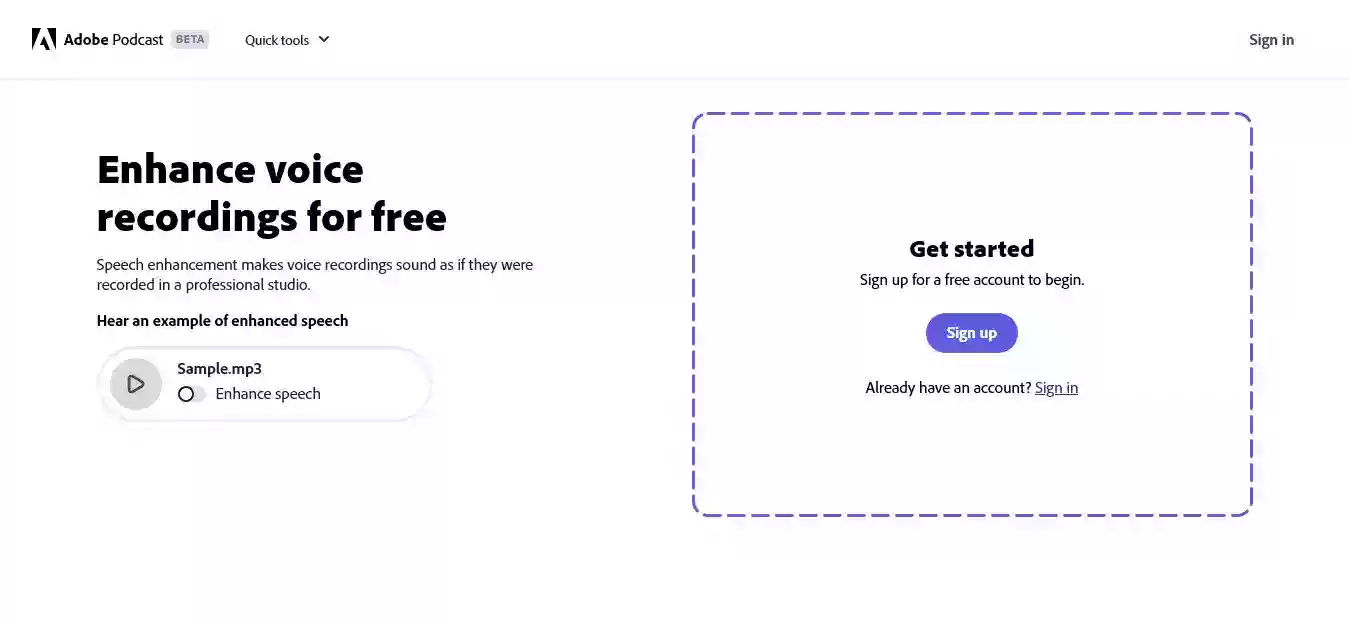 Adobe Podcast BETA
Quick tools
Sign in
Enhance voice
recordings for free
Speech enhancement makes voice recordings sound as if they were
recorded in a professional studio.
Hear an example of enhanced speech
Sample.mp3
Enhance speech
Get started
Sign up for a free account to begin.
Sign up
Already have an account? Sign in